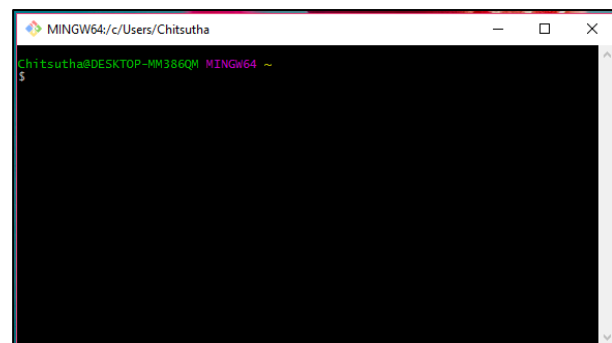 MINGW64:/c/Users/Chitsutha
Chitsutha@DESKTOP-MM386QM MINGW64 ~
$